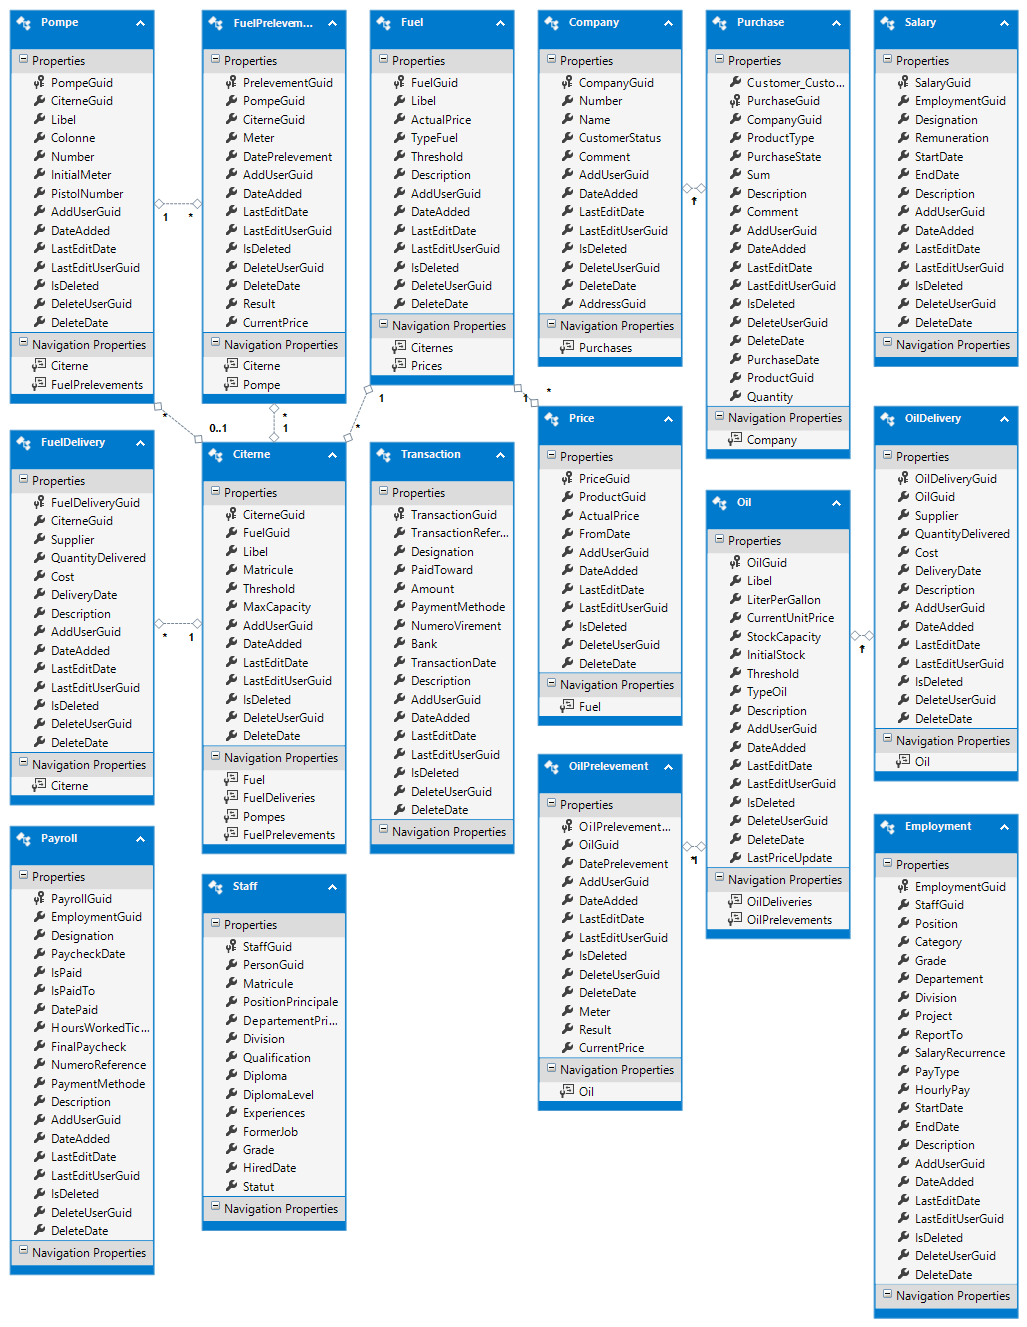 Pompe
Properties
PompeGuid
CiterneGuid
Libel
Colonne
Number
InitialMeter
PistolNumber
AddUserGuid
DateAdded
LastEditDate
LastEditUserGuid
IsDeleted
DeleteUserGuid
DeleteDate
Navigation Properties
Citerne
FuelPrelevements
1
*
*
0..1
FuelPrelevem...
Properties
PrelevementGuid
PompeGuid
CiterneGuid
Meter
DatePrelevement
AddUserGuid
DateAdded
LastEditDate
LastEditUserGuid
IsDeleted
DeleteUserGuid
DeleteDate
Result
CurrentPrice
Navigation Properties
Citerne
Pompe
*
1
Fuel
Properties
FuelGuid
Libel
ActualPrice
TypeFuel
Threshold
Description
AddUserGuid
DateAdded
LastEditDate
LastEditUserGuid
IsDeleted
DeleteUserGuid
DeleteDate
Navigation Properties
Citernes
Prices
1
*
1
*
Company
Properties
CompanyGuid
Number
Name
CustomerStatus
Comment
AddUserGuid
DateAdded
LastEditDate
LastEditUserGuid
IsDeleted
DeleteUserGuid
DeleteDate
AddressGuid
Navigation Properties
Purchases
Purchase
Properties
Customer_Custo...
PurchaseGuid
CompanyGuid
ProductType
PurchaseState
Sum
Description
Comment
AddUserGuid
DateAdded
LastEditDate
LastEditUserGuid
IsDeleted
DeleteUserGuid
DeleteDate
PurchaseDate
ProductGuid
Quantity
Navigation Properties
Company
Salary
Properties
SalaryGuid
EmploymentGuid
Designation
Remuneration
StartDate
EndDate
Description
AddUserGuid
DateAdded
LastEditDate
LastEditUserGuid
IsDeleted
DeleteUserGuid
DeleteDate
Navigation Properties
FuelDelivery
Properties
FuelDeliveryGuid
CiterneGuid
Supplier
QuantityDelivered
Cost
DeliveryDate
Description
AddUserGuid
DateAdded
LastEditDate
LastEditUserGuid
IsDeleted
DeleteUserGuid
DeleteDate
Navigation Properties
Citerne
*
1
Citerne
Properties
CiterneGuid
FuelGuid
Libel
Matricule
Threshold
MaxCapacity
AddUserGuid
DateAdded
LastEditDate
LastEditUserGuid
IsDeleted
DeleteUserGuid
DeleteDate
Navigation Properties
Fuel
FuelDeliveries
Pompes
FuelPrelevements
Transaction
Properties
TransactionGuid
TransactionRefer...
Designation
PaidToward
Amount
PaymentMethode
NumeroVirement
Bank
TransactionDate
Description
AddUserGuid
DateAdded
LastEditDate
LastEditUserGuid
IsDeleted
DeleteUserGuid
DeleteDate
Navigation Properties
Price
Properties
PriceGuid
ProductGuid
ActualPrice
FromDate
AddUserGuid
DateAdded
LastEditDate
LastEditUserGuid
IsDeleted
DeleteUserGuid
DeleteDate
Navigation Properties
Fuel
Oil
Properties
OilGuid
Libel
LiterPerGallon
CurrentUnitPrice
StockCapacity
InitialStock
Threshold
TypeOil
Description
AddUserGuid
DateAdded
LastEditDate
LastEditUserGuid
IsDeleted
DeleteUserGuid
DeleteDate
LastPriceUpdate
Navigation Properties
OilDeliveries
OilPrelevements
OilDelivery
Properties
OilDeliveryGuid
OilGuid
Supplier
QuantityDelivered
Cost
DeliveryDate
Description
AddUserGuid
DateAdded
LastEditDate
LastEditUserGuid
IsDeleted
DeleteUserGuid
DeleteDate
Navigation Properties
Oil
OilPrelevement
Properties
OilPrelevement...
OilGuid
DatePrelevement
AddUserGuid
DateAdded
LastEditDate
LastEditUserGuid
IsDeleted
DeleteUserGuid
DeleteDate
Meter
Result
CurrentPrice
Navigation Properties
Oil
*1
Payroll
Properties
PayrollGuid
EmploymentGuid
Designation
PaycheckDate
IsPaid
IsPaidTo
DatePaid
HoursWorkedTic...
FinalPaycheck
NumeroReference
PaymentMethode
Description
AddUserGuid
DateAdded
LastEditDate
LastEditUserGuid
IsDeleted
DeleteUserGuid
DeleteDate
Navigation Properties
Staff
Properties
StaffGuid
PersonGuid
Matricule
PositionPrincipale
DepartementPri...
Division
Qualification
Diploma
DiplomaLevel
Experiences
FormerJob
Grade
HiredDate
Statut
Navigation Properties
Employment
Properties
EmploymentGuid
StaffGuid
Position
Category
Grade
Departement
Division
Project
ReportTo
SalaryRecurrence
PayType
HourlyPay
StartDate
EndDate
Description
AddUserGuid
DateAdded
LastEditDate
LastEditUserGuid
IsDeleted
DeleteUserGuid
DeleteDate
Navigation Properties